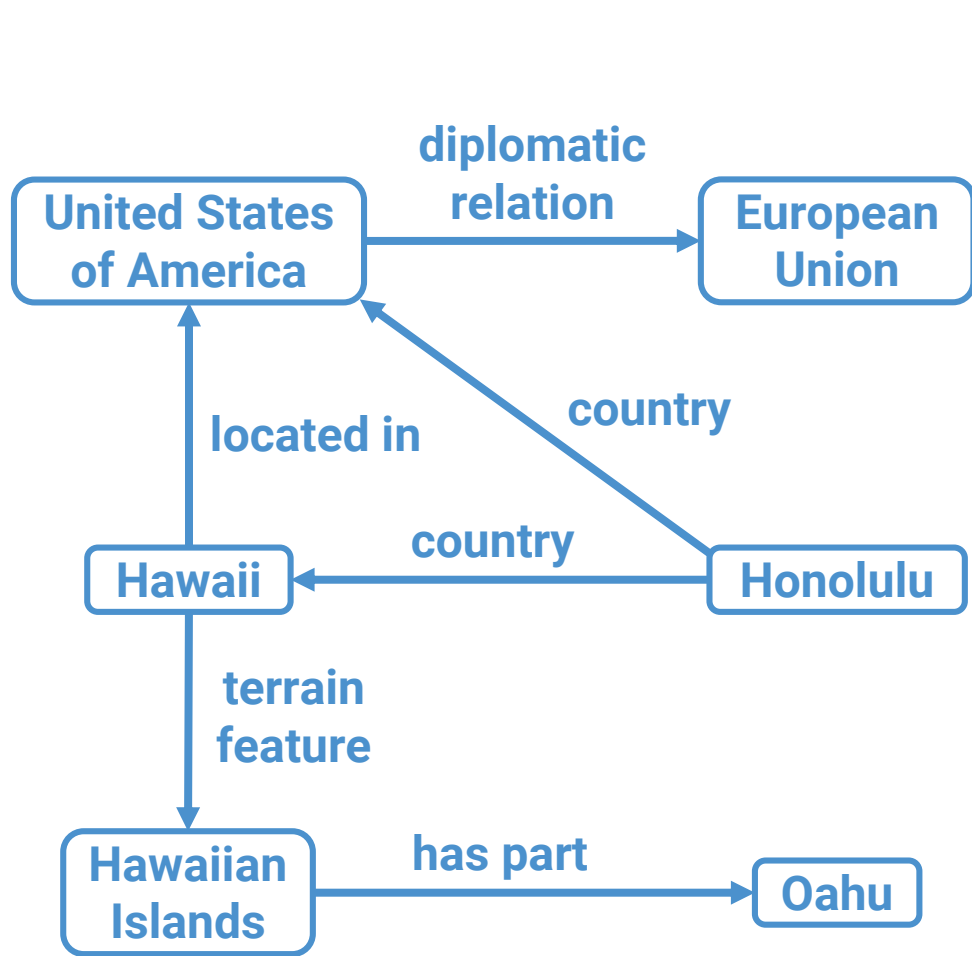 diplomatic
relation
United States
of America
European
Union
country
located in
country
Hawaii
Honolulu
terrain
feature
has part
Hawaiian
Islands
Oahu